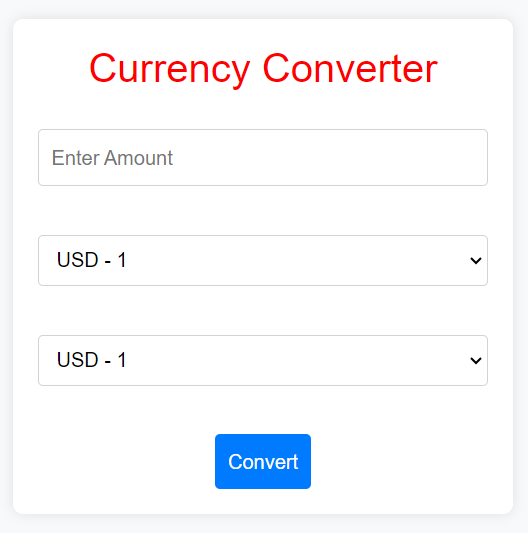 Currency Converter
Enter Amount
USD - 1
USD - 1
Convert